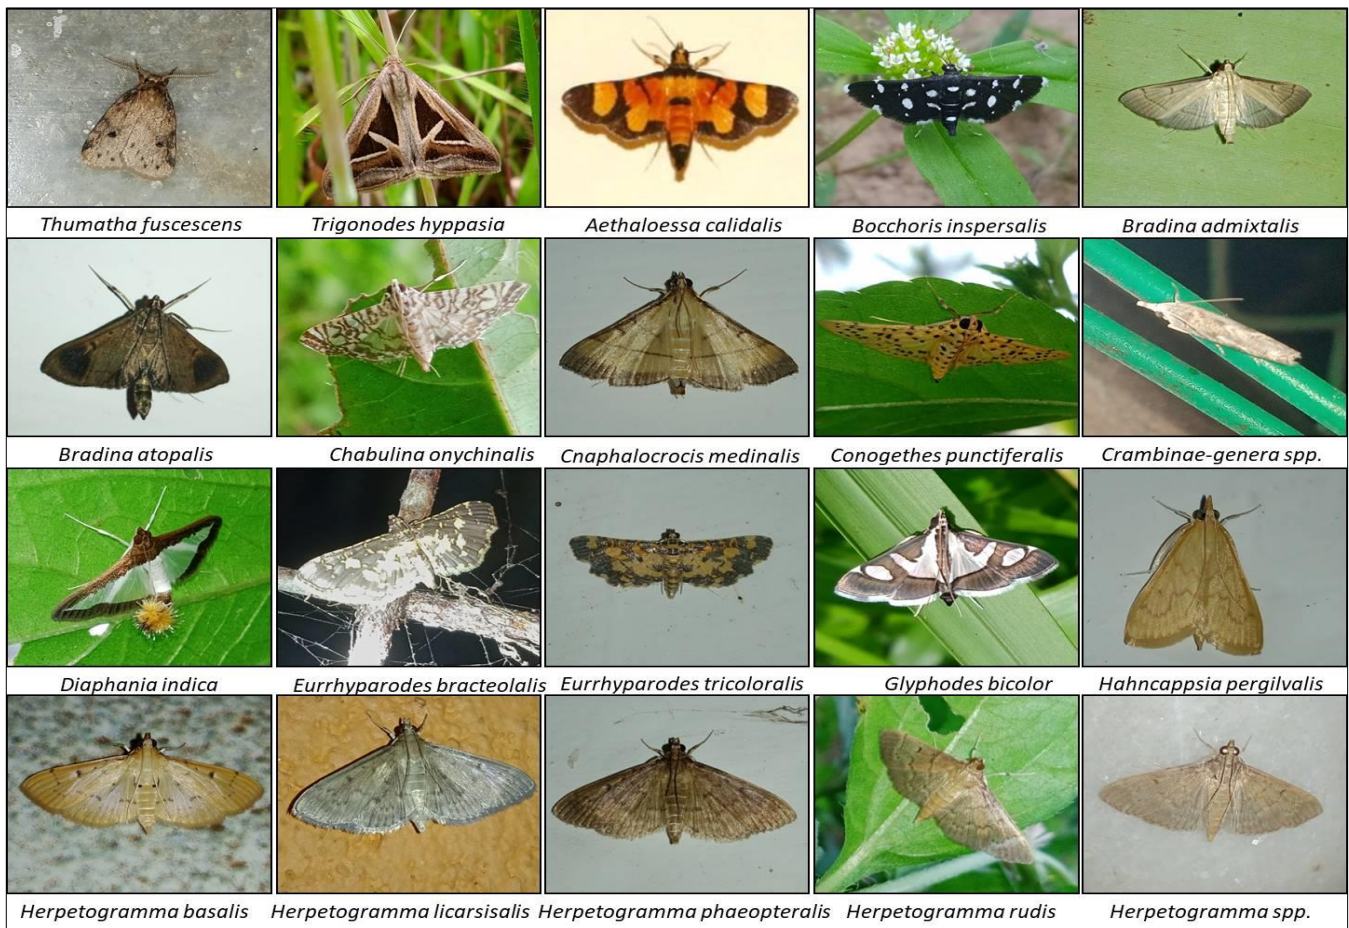 Thumatha fuscescens
Trigonodes hyppasia
Aethaloessa calidalis
Bocchoris inspersalis
Bradina admixtalis
Bradina atopalis
Chabulina onychinalis
Cnaphalocrocis medinalis
Conogethes punctiferalis
Crambinae-genera spp.
Diaphania indica
Eurrhyparodes bracteolalis
Eurrhyparodes tricoloralis
Glyphodes bicolor
Hahncappsia pergilvalis
Herpetogramma basalis
Herpetogramma licarsisalis
Herpetogramma phaeopteralis
Herpetogramma rudis
Herpetogramma spp.